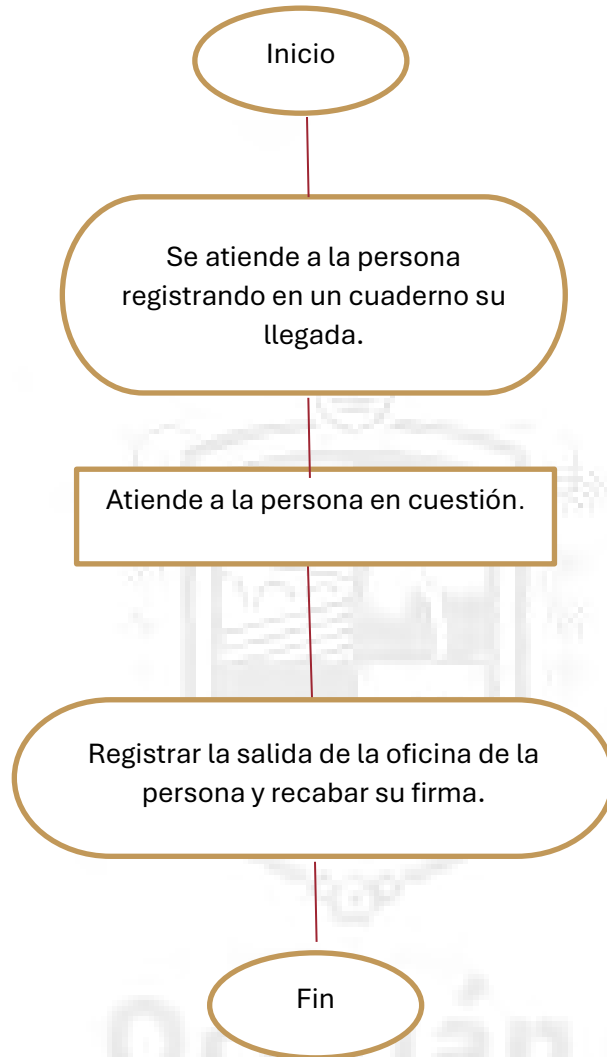 Inicio
Se atiende a la persona
registrando en un cuaderno su
llegada.
Atiende a la persona en cuestión.
Registrar la salida de la oficina de la
persona y recabar su firma.
Fin